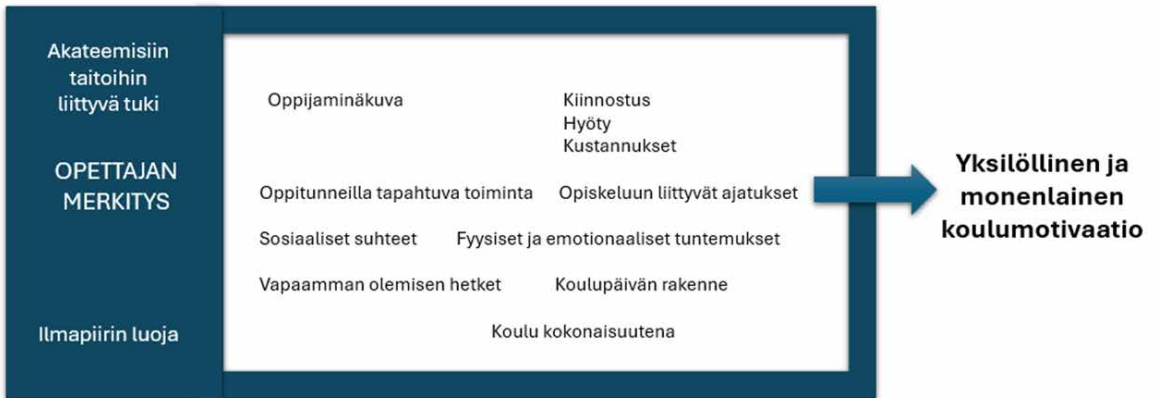 Akateemisiin
taitoihin
liittyvä tuki
OPETTAJAN
MERKITYS
Ilmapiirin luoja
Oppijaminäkuva
Kiinnostus
Hyöty
Kustannukset
Oppitunneilla tapahtuva toiminta
Opiskeluun liittyvät ajatukset
Sosiaaliset suhteet
Fyysiset ja emotionaaliset tuntemukset
Vapaamman olemisen hetket
Koulupäivän rakenne
Koulu kokonaisuutena
Yksilöllinen ja
monenlainen
koulumotivaatio